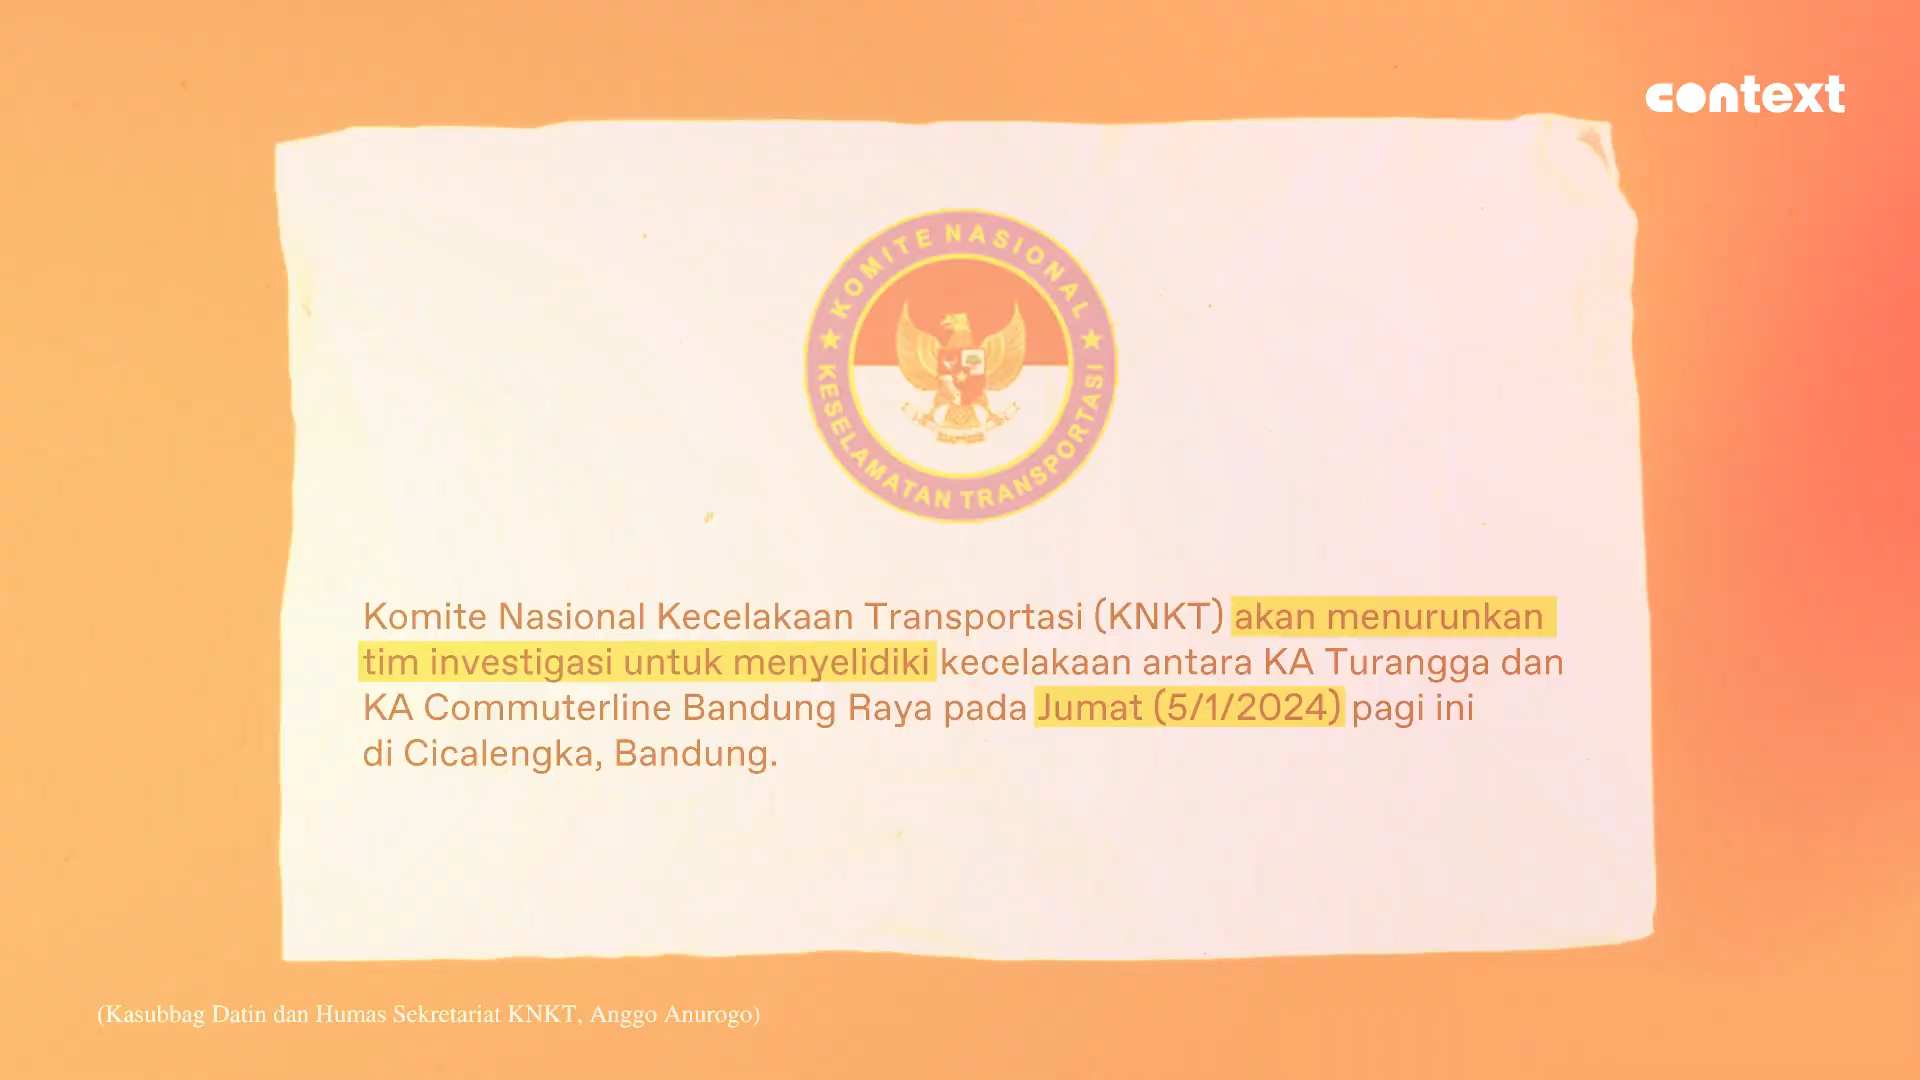 context
KOMITE NASIONAL
KESELAMATAN TRANSPORTASI
Komite Nasional Kecelakaan Transportasi (KNKT) akan menurunkan
tim investigasi untuk menyelidiki kecelakaan antara KA Turangga dan
KA Commuterline Bandung Raya pada Jumat (5/1/2024) pagi ini
di Cicalengka, Bandung.
(Kasubbag Datin dan Humas Sekretariat KNKT, Anggo Anurogo)